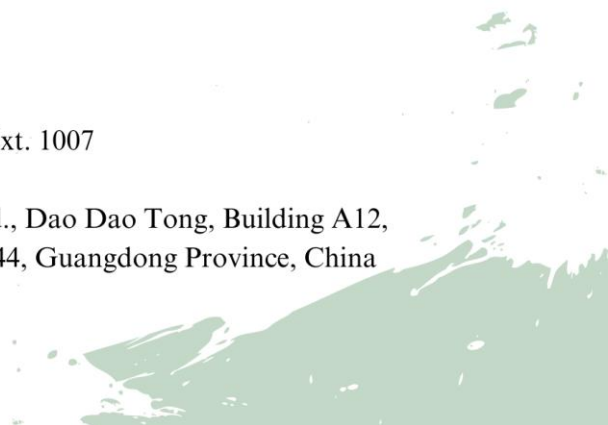 xt. 1007
., Dao Dao Tong, Building A12,
44, Guangdong Province, China